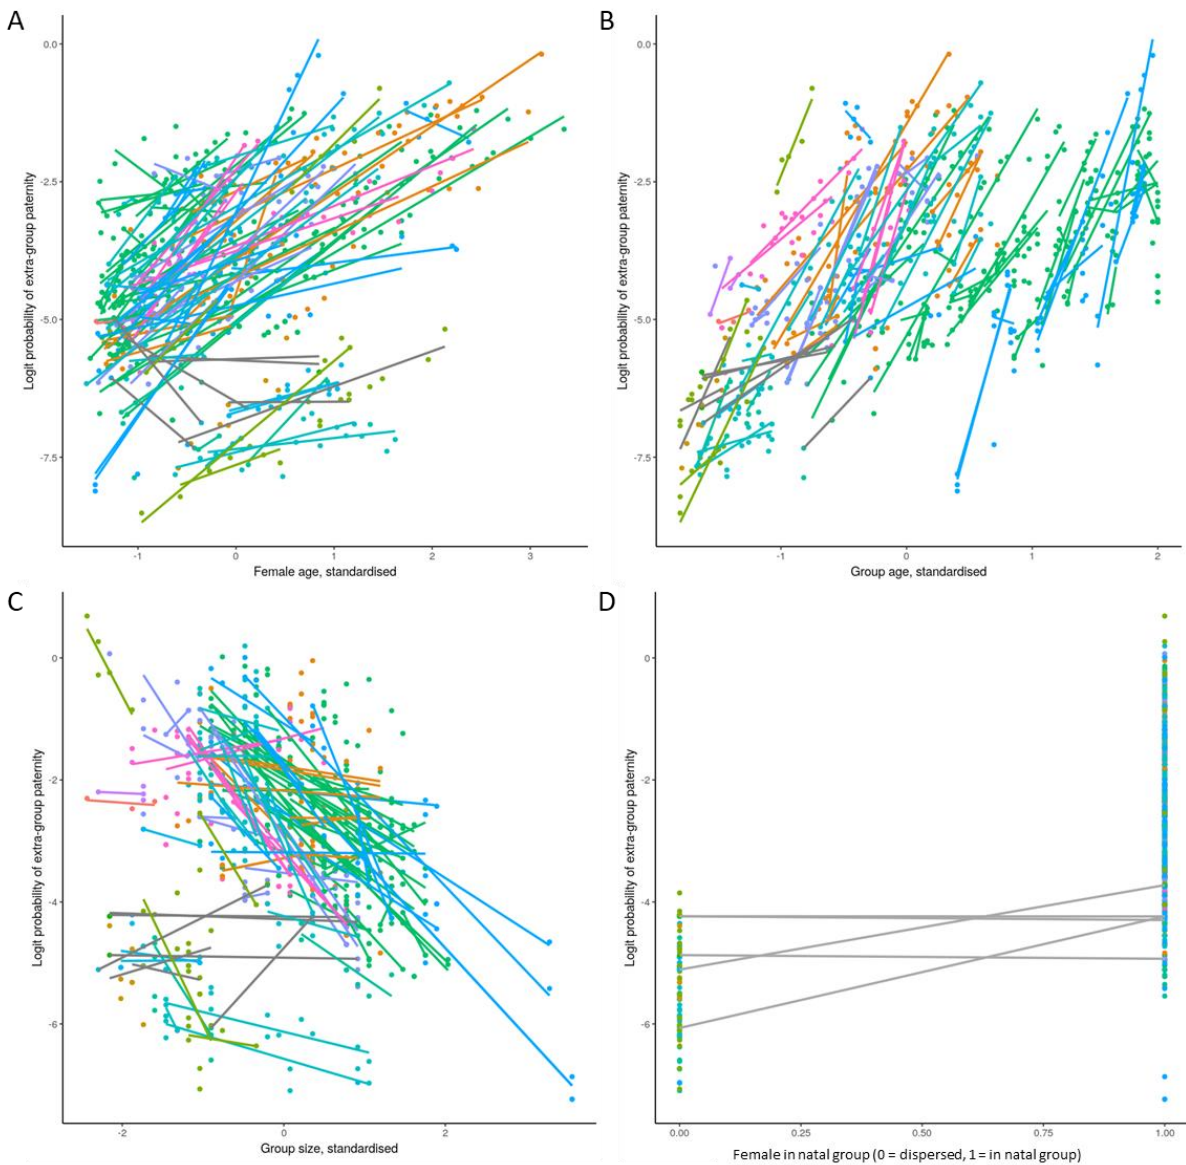 A
B
0.0
-2.5
-5.0
-7.5
Logit probability of extra-group paternity
-1
0
1
2
3
Female age, standardised
0.0
-2.5
-5.0
-7.5
Logit probability of extra-group paternity
-1
0
1
2
Group age, standardised
C
D
0
-2
-4
-6
Logit probability of extra-group paternity
-2
0
2
Group size, standardised
0
-2
-4
-6
Logit probability of extra-group paternity
0.00
0.25
0.50
0.75
1.00
Female in natal group (0 = dispersed, 1 = in natal group)